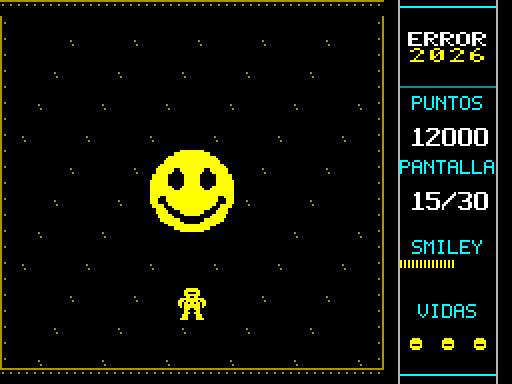 ERROR
2026
PUNTOS
12000
PANTALLA
15/30
SMILEY
VIDAS